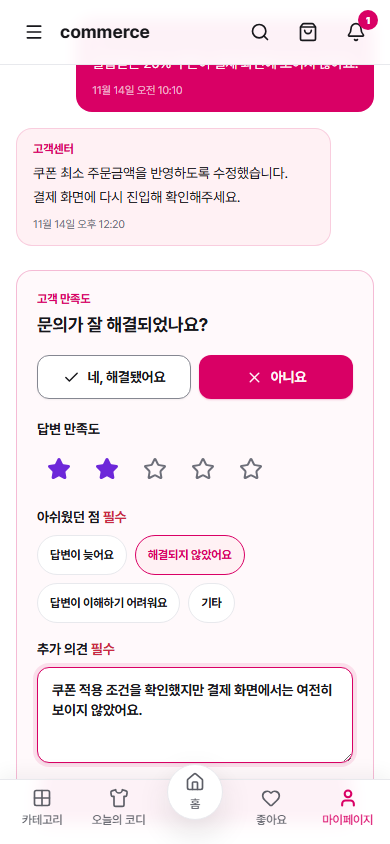 commerce
1
11월 14일 오전 10:10
고객센터
쿠폰 최소 주문금액을 반영하도록 수정했습니다.
결제 화면에 다시 진입해 확인해주세요.
11월 14일 오후 12:20
고객 만족도
문의가 잘 해결되었나요?
네, 해결됐어요
아니요
답변 만족도
아쉬웠던 점 필수
답변이 늦어요
해결되지 않았어요
답변이 이해하기 어려워요
기타
추가 의견 필수
쿠폰 적용 조건을 확인했지만 결제 화면에서는 여전히
보이지 않았어요.
카테고리
오늘의 코디
홈
좋아요
마이페이지